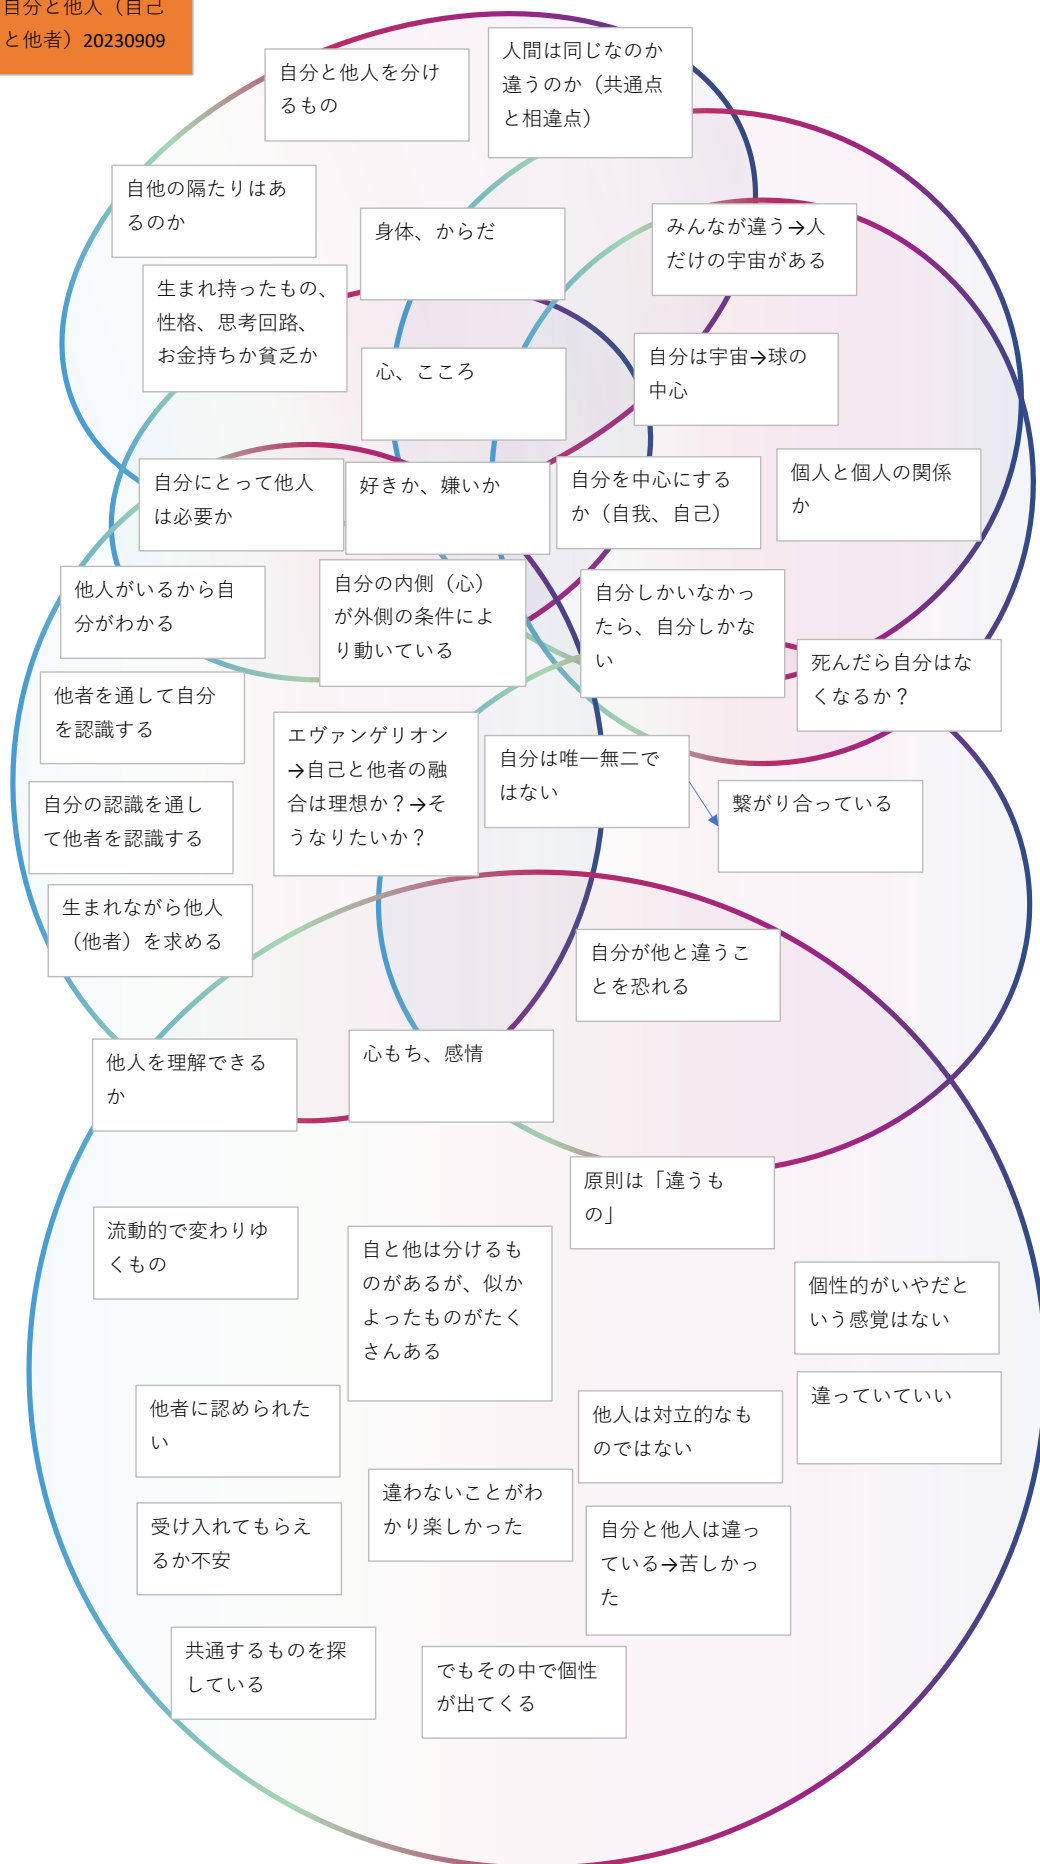 自分と他人（自己
と他者）20230909
自分と他人を分け
るもの
人間は同じなのか
違うのか（共通点
と相違点）
自他の隔たりはあ
るのか
身体、からだ
みんなが違う→人
だけの宇宙がある
生まれ持ったもの、
性格、思考回路、
お金持ちか貧乏か
心、こころ
自分は宇宙→球の
中心
自分にとって他人
は必要か
好きか、嫌いか
自分を中心にする
か（自我、自己）
個人と個人の関係
か
他人がいるから自
分がわかる
自分の内側（心）
が外側の条件によ
り動いている
自分しかいなかっ
たら、自分しかな
い
死んだら自分はな
くなるか？
他者を通して自分
を認識する
エヴァンゲリオン
→自己と他者の融
合は理想か？→そ
うなりたいか？
自分は唯一無二で
はない
繋がり合っている
自分の認識を通し
て他者を認識する
生まれながら他人
（他者）を求める
自分が他と違うこ
とを恐れる
他人を理解できる
か
心もち、感情
原則は「違うも
の」
流動的で変わりゆ
くもの
自と他は分けるも
のがあるが、似か
よったものがたく
さんある
個性的がいやだと
いう感覚はない
他者に認められた
い
他人は対立的なも
のではない
違っていていい
違わないことがわ
かり楽しかった
受け入れてもらえ
るか不安
自分と他人は違っ
ている→苦しかっ
た
共通するものを探
している
でもその中で個性
が出てくる